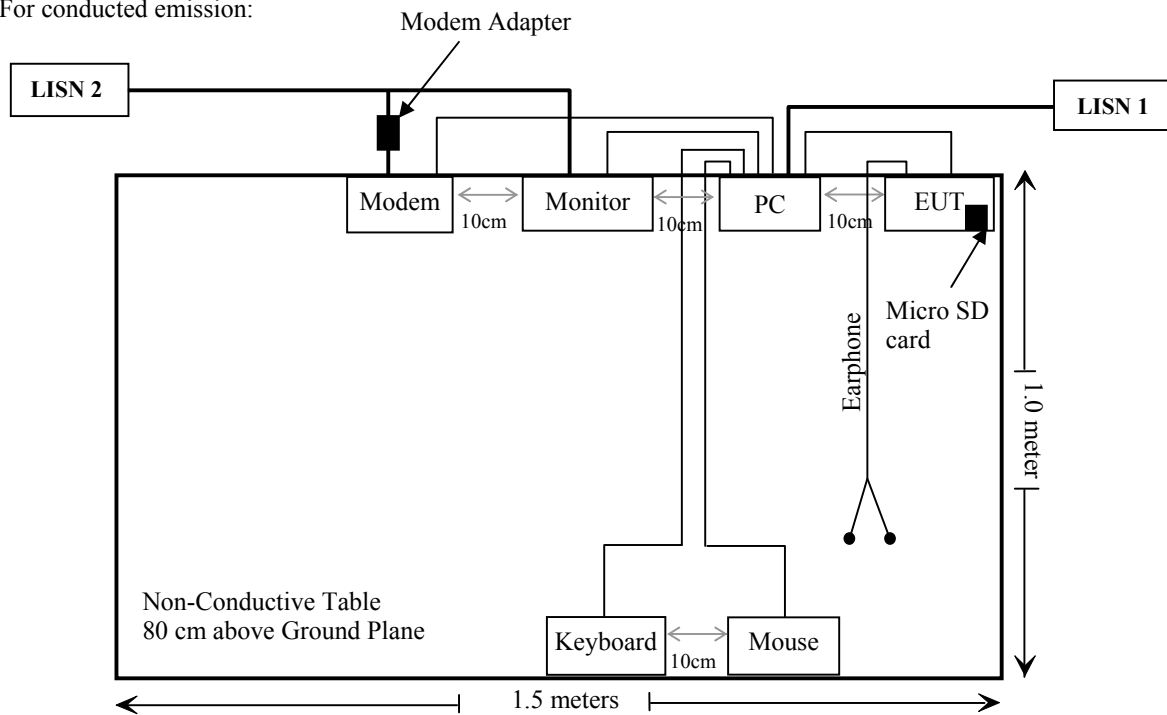 For conducted emission:
Modem Adapter
LISN 2
LISN 1
Modem
Monitor
PC
EUT
10cm
10cm
10cm
Micro SD
card
Earphone
1.0 meter
Non-Conductive Table
80 cm above Ground Plane
Keyboard
Mouse
10cm
1.5 meters